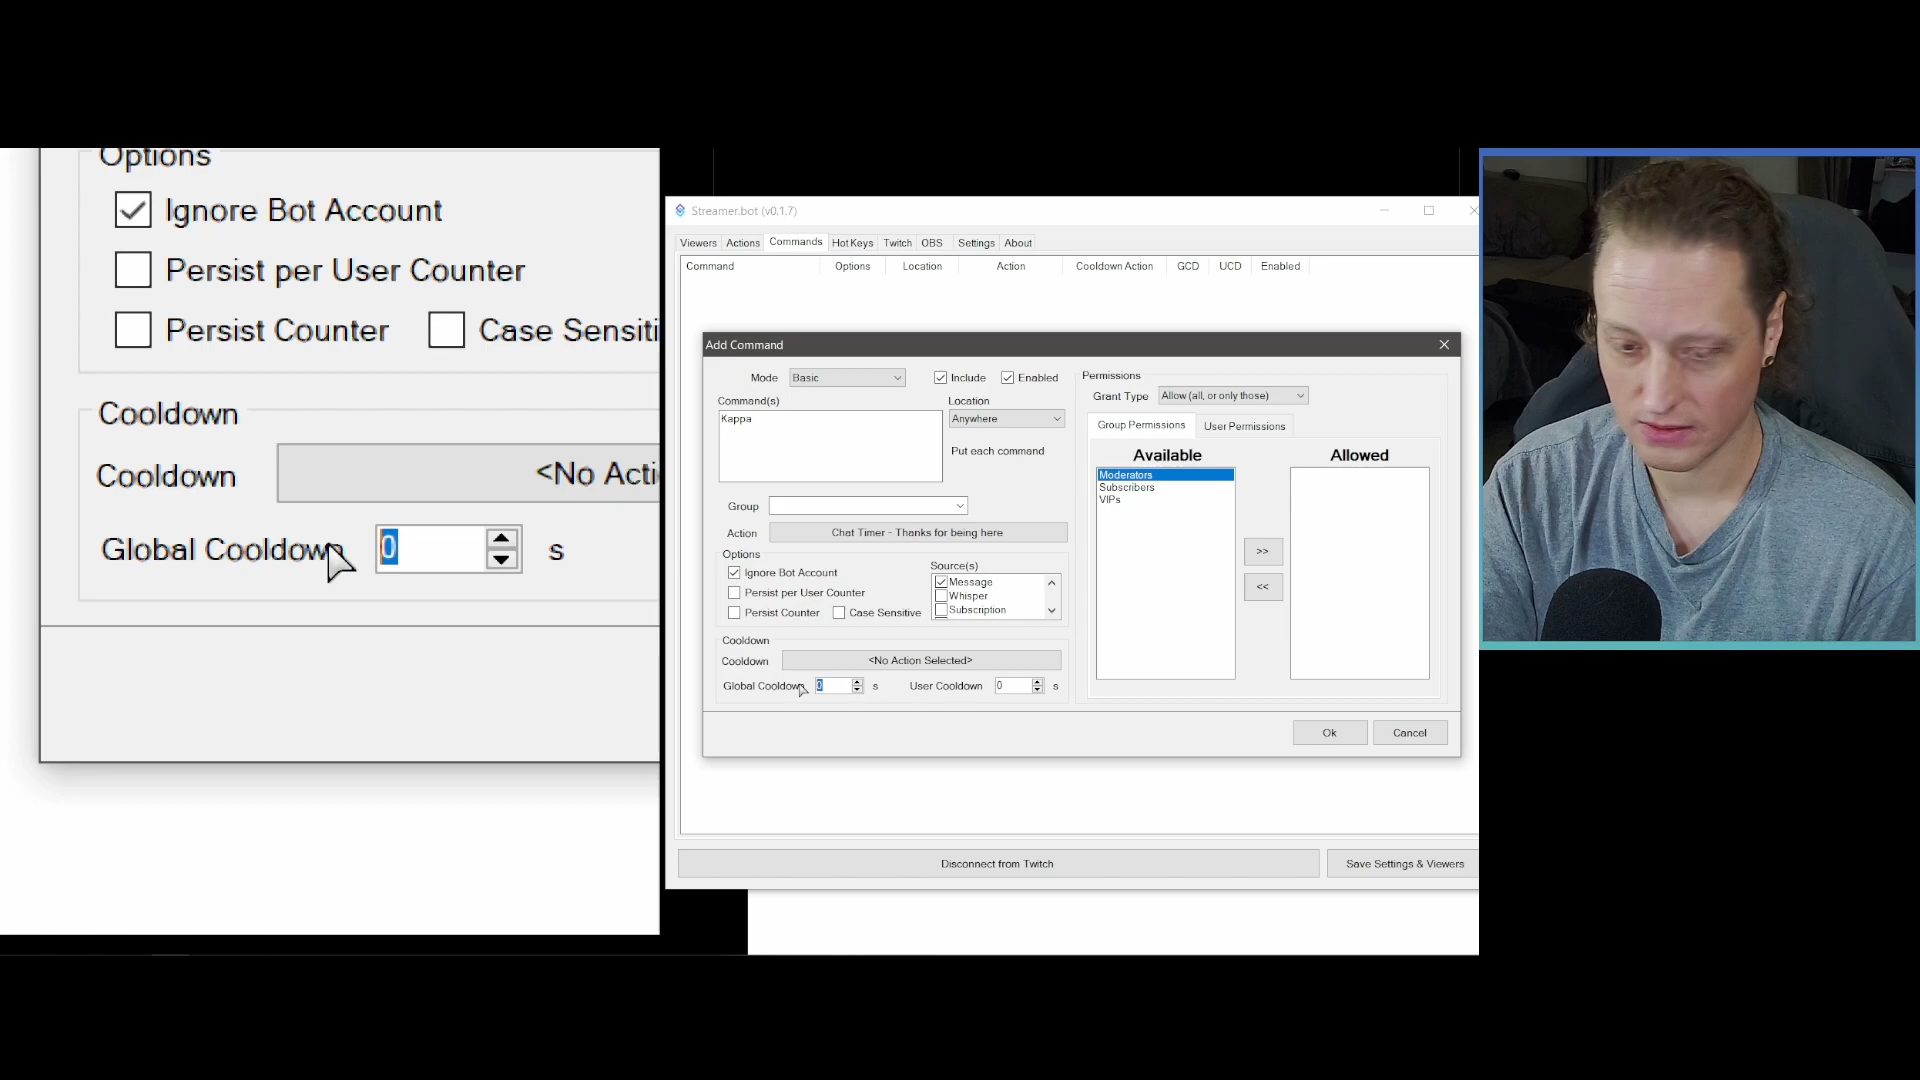 Options
Ignore Bot Account
Persist per User Counter
Persist Counter
Case Sensiti
Cooldown
Cooldown
<No Acti
Global Cooldown
0
s
Streamer.bot (v0.1.7)
Viewers Actions Commands Hot Keys Twitch OBS Settings About
Command Options Location Action Cooldown Action GCD UCD Enabled
Add Command
Mode Basic Include Enabled
Command(s)
Kappa
Location
Anywhere
Put each command
Group
Action Chat Timer - Thanks for being here
Options
Ignore Bot Account
Persist per User Counter
Persist Counter Case Sensitive
Source(s)
Message
Whisper
Subscription
Cooldown
Cooldown <No Action Selected>
Global Cooldown 0 s User Cooldown 0 s
Permissions
Grant Type Allow (all, or only those)
Group Permissions User Permissions
Available Allowed
Moderators
Subscribers
VIPs
>>
<<
Ok Cancel
Disconnect from Twitch Save Settings & Viewers